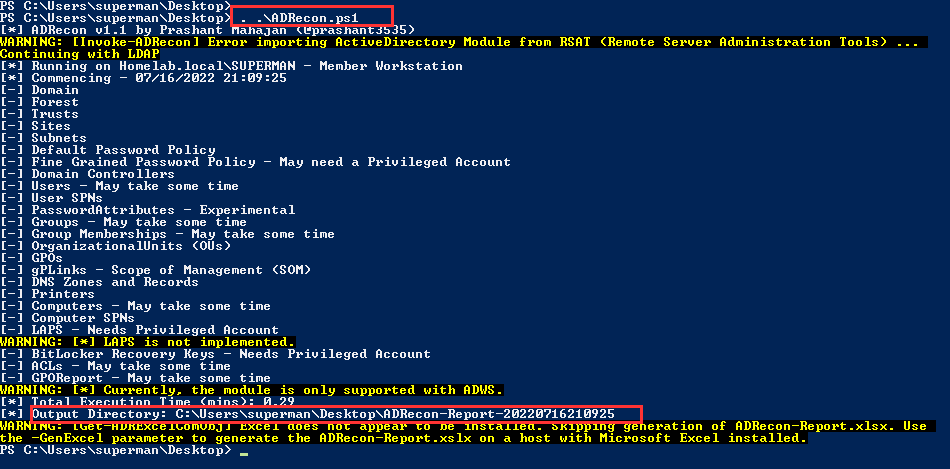 PS C:\Users\superman\Desktop>
PS C:\Users\superman\Desktop> . .\ADRecon.ps1
[*] ADRecon v1.1 by Prashant Mahajan (@prashant3535)
WARNING: [Invoke-ADRecon] Error importing ActiveDirectory Module from RSAT (Remote Server Administration Tools) ...
Continuing with LDAP
[*] Running on Homelab.local\SUPERMAN - Member Workstation
[*] Commencing - 07/16/2022 21:09:25
[-] Domain
[-] Forest
[-] Trusts
[-] Sites
[-] Subnets
[-] Default Password Policy
[-] Fine Grained Password Policy - May need a Privileged Account
[-] Domain Controllers
[-] Users - May take some time
[-] User SPNs
[-] PasswordAttributes - Experimental
[-] Groups - May take some time
[-] Group Memberships - May take some time
[-] OrganizationalUnits (OUs)
[-] GPOs
[-] gPLinks - Scope of Management (SOM)
[-] DNS Zones and Records
[-] Printers
[-] Computers - May take some time
[-] Computer SPNs
[-] LAPS - Needs Privileged Account
WARNING: [*] LAPS is not implemented.
[-] BitLocker Recovery Keys - Needs Privileged Account
[-] ACLs - May take some time
[-] GPOReport - May take some time
WARNING: [*] Currently, the module is only supported with ADWS.
[*] Total Execution Time (mins): 0.29
[*] Output Directory: C:\Users\superman\Desktop\ADRecon-Report-20220716210925
WARNING: [Get-ADRExcelComObj] Excel does not appear to be installed. Skipping generation of ADRecon-Report.xlsx. Use
the -GenExcel parameter to generate the ADRecon-Report.xslx on a host with Microsoft Excel installed.
PS C:\Users\superman\Desktop> _